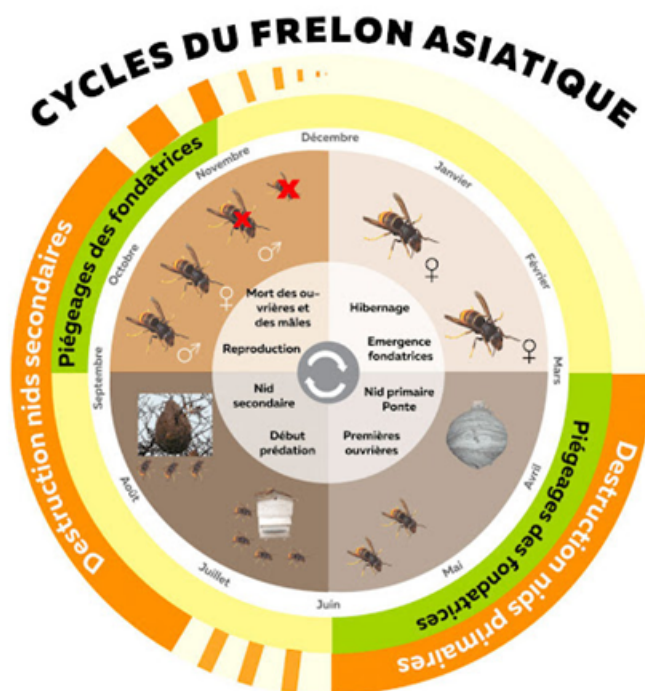 CYCLES DU FRELON ASIATIQUE
Destruction nids secondaires
Piégeages des fondatrices
Décembre
Janvier
Février
Mars
Avril
Mai
Juin
Juillet
Août
Septembre
Octobre
Novembre
Mort des ou-
vrières et
des mâles
Reproduction
Hibernage
Emergence
fondatrices
Nid
secondaire
Début
prédation
Nid primaire
Ponte
Premières
ouvrières
Piégeages des fondatrices
Destruction nids primaires